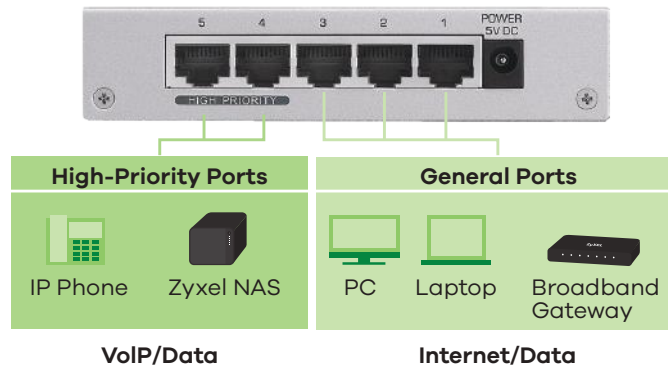 5 4 3 2 1 POWER
5V DC
HIGH PRIORITY
High-Priority Ports General Ports
ZyXEL
IP Phone Zyxel NAS PC Laptop Broadband
Gateway
VoIP/Data Internet/Data